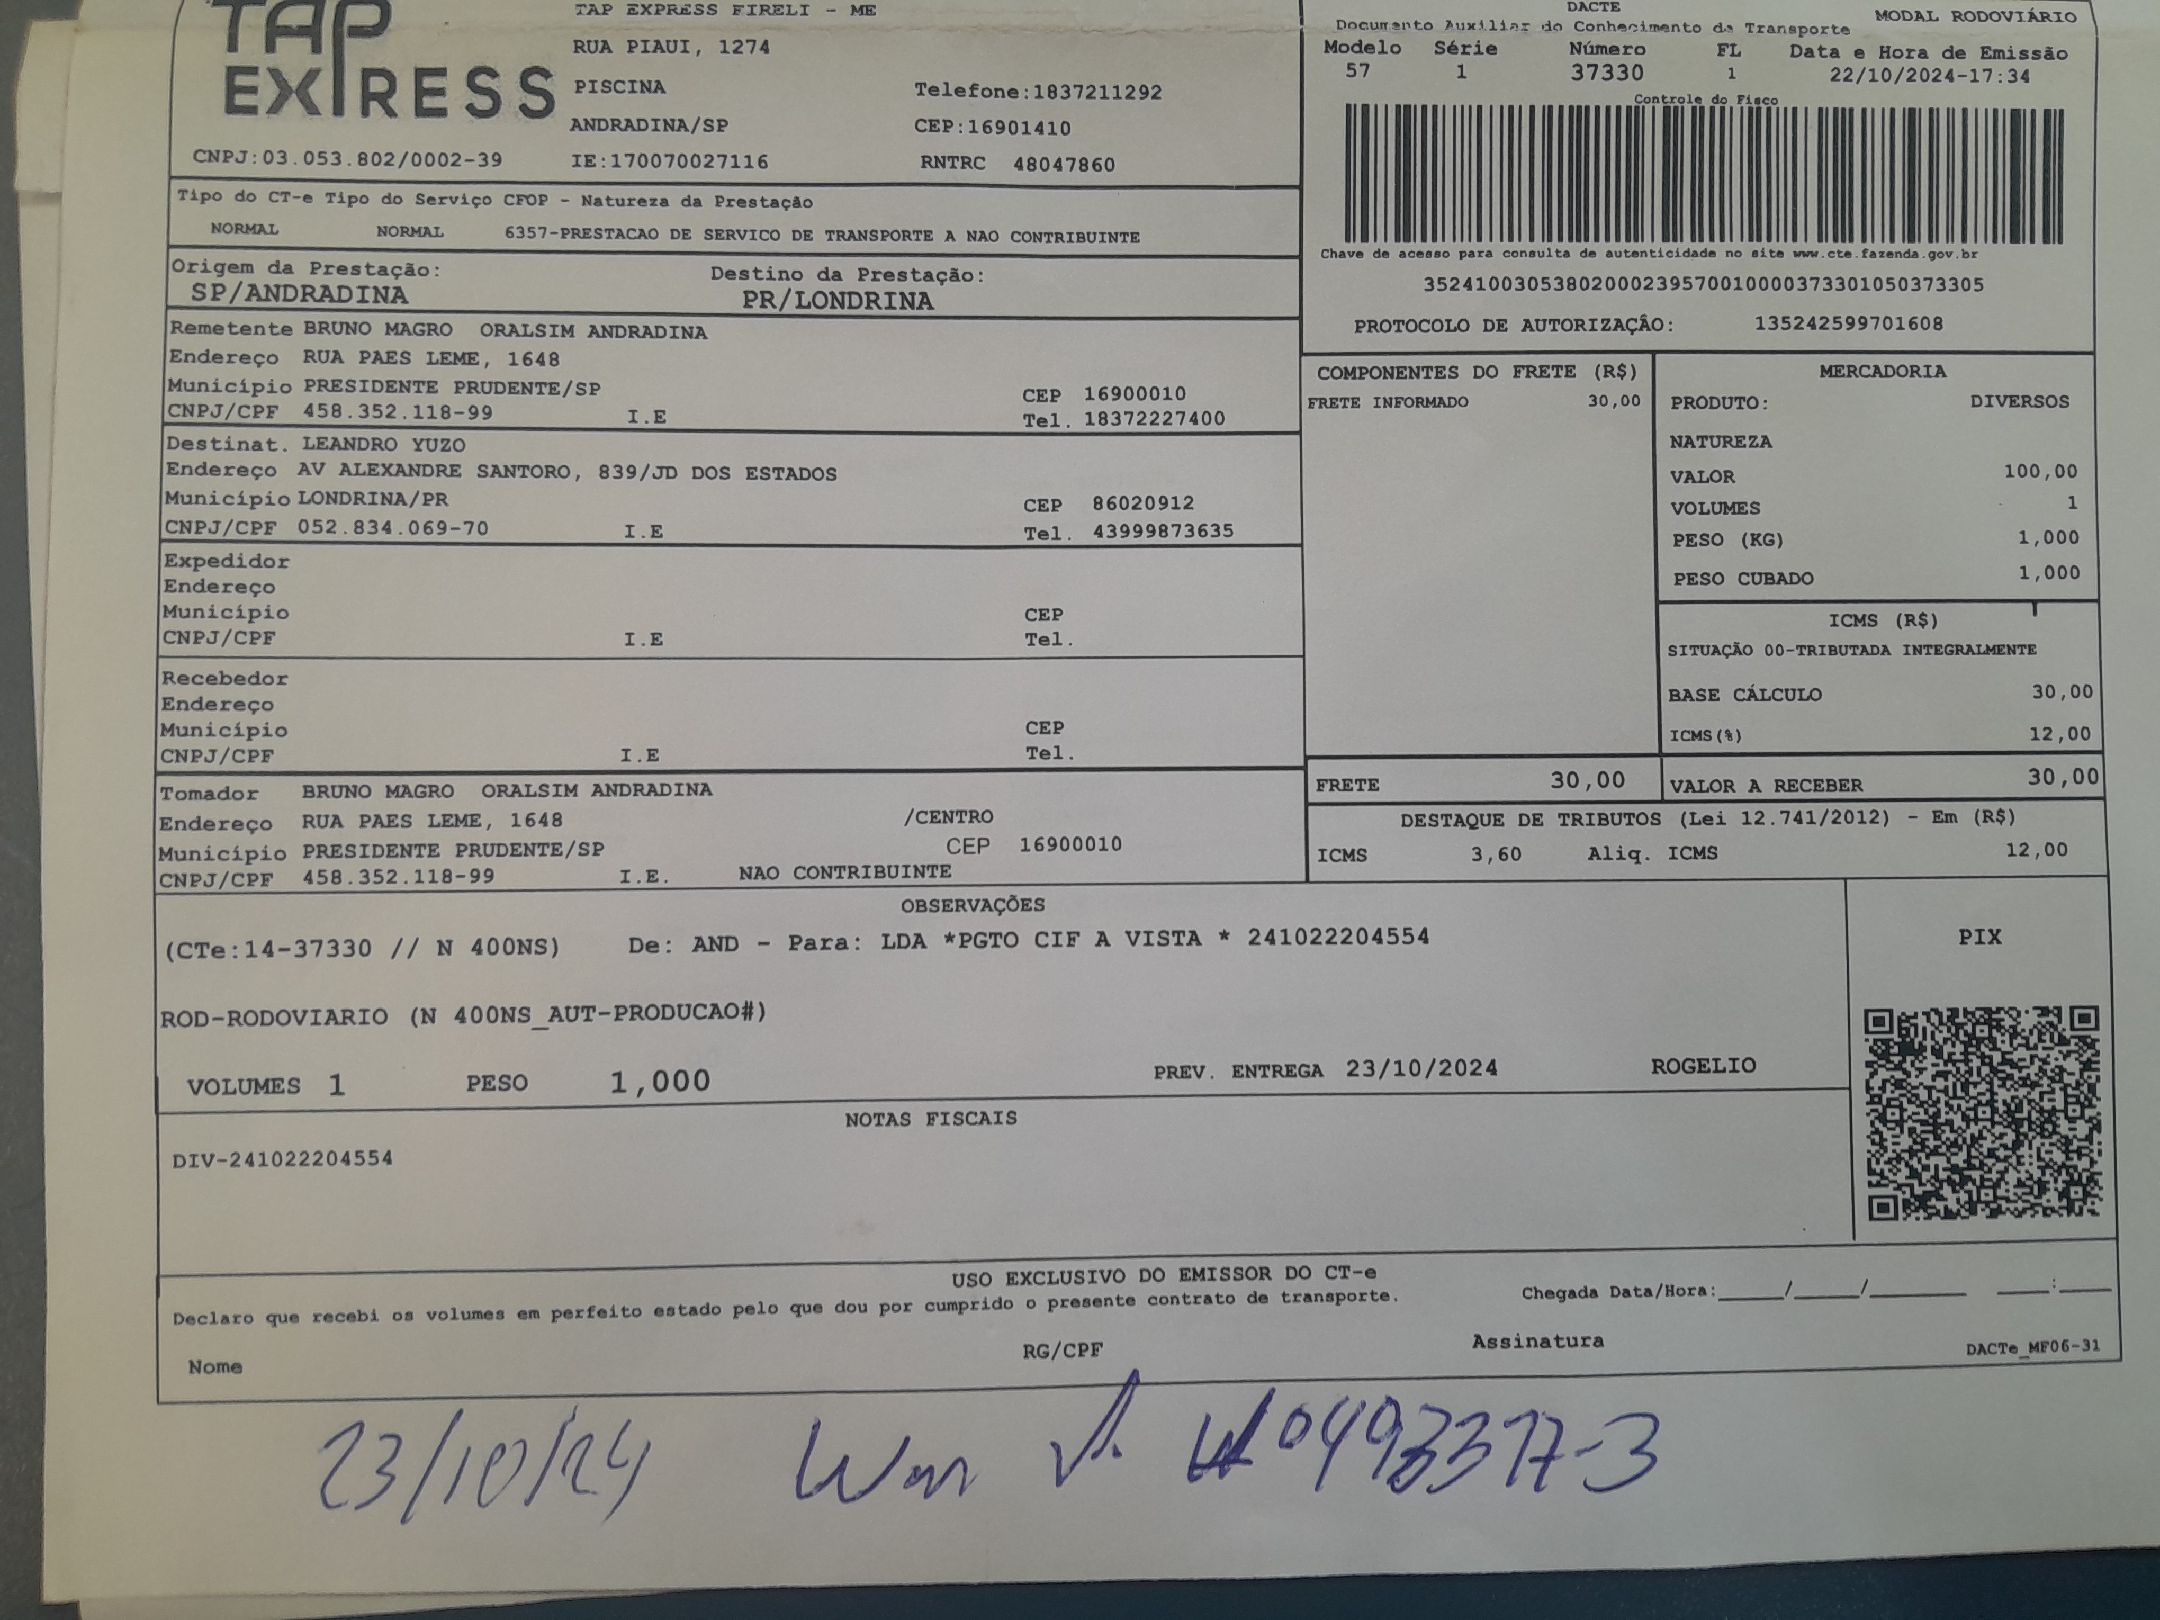 TAP
EXPRESS
CNPJ:03.053.802/0002-39
TAP EXPRESS EIRELI - ME
RUA PIAUI, 1274
PISCINA Telefone:1837211292
ANDRADINA/SP CEP:16901410
IE:170070027116 RNTRC 48047860
DACTE MODAL RODOVIÁRIO
Documento Auxiliar do Conhecimento de Transporte
Modelo Série Número FL Data e Hora de Emissão
57 1 37330 1 22/10/2024-17:34
Controle do Fisco
Chave de acesso para consulta de autenticidade no site www.cte.fazenda.gov.br
35241003053802000239570010000373301050373305
PROTOCOLO DE AUTORIZAÇÃO: 135242599701608
Tipo do CT-e Tipo do Serviço CFOP - Natureza da Prestação
NORMAL NORMAL 6357-PRESTACAO DE SERVICO DE TRANSPORTE A NAO CONTRIBUINTE
Origem da Prestação: Destino da Prestação:
SP/ANDRADINA PR/LONDRINA
Remetente BRUNO MAGRO ORALSIM ANDRADINA
Endereço RUA PAES LEME, 1648
Município PRESIDENTE PRUDENTE/SP CEP 16900010
CNPJ/CPF 458.352.118-99 I.E Tel. 18372227400
Destinat. LEANDRO YUZO
Endereço AV ALEXANDRE SANTORO, 839/JD DOS ESTADOS
Município LONDRINA/PR CEP 86020912
CNPJ/CPF 052.834.069-70 I.E Tel. 43999873635
Expedidor
Endereço
Município CEP
CNPJ/CPF I.E Tel.
Recebedor
Endereço
Município CEP
CNPJ/CPF I.E Tel.
Tomador BRUNO MAGRO ORALSIM ANDRADINA
Endereço RUA PAES LEME, 1648 /CENTRO
Município PRESIDENTE PRUDENTE/SP CEP 16900010
CNPJ/CPF 458.352.118-99 I.E. NAO CONTRIBUINTE
COMPONENTES DO FRETE (R$)
FRETE INFORMADO 30,00
MERCADORIA
PRODUTO: DIVERSOS
NATUREZA
VALOR 100,00
VOLUMES 1
PESO (KG) 1,000
PESO CUBADO 1,000
ICMS (R$)
SITUAÇÃO 00-TRIBUTADA INTEGRALMENTE
BASE CÁLCULO 30,00
ICMS(%) 12,00
FRETE 30,00 VALOR A RECEBER 30,00
DESTAQUE DE TRIBUTOS (Lei 12.741/2012) - Em (R$)
ICMS 3,60 Aliq. ICMS 12,00
OBSERVAÇÕES
(CTe:14-37330 // N 400NS) De: AND - Para: LDA *PGTO CIF A VISTA * 241022204554
ROD-RODOVIARIO (N 400NS_AUT-PRODUCAO#)
VOLUMES 1 PESO 1,000 PREV. ENTREGA 23/10/2024 ROGELIO
PIX
NOTAS FISCAIS
DIV-241022204554
USO EXCLUSIVO DO EMISSOR DO CT-e
Declaro que recebi os volumes em perfeito estado pelo que dou por cumprido o presente contrato de transporte. Chegada Data/Hora:____/____/______ ___:___
Nome RG/CPF Assinatura DACTe_MF06-31
23/10/24